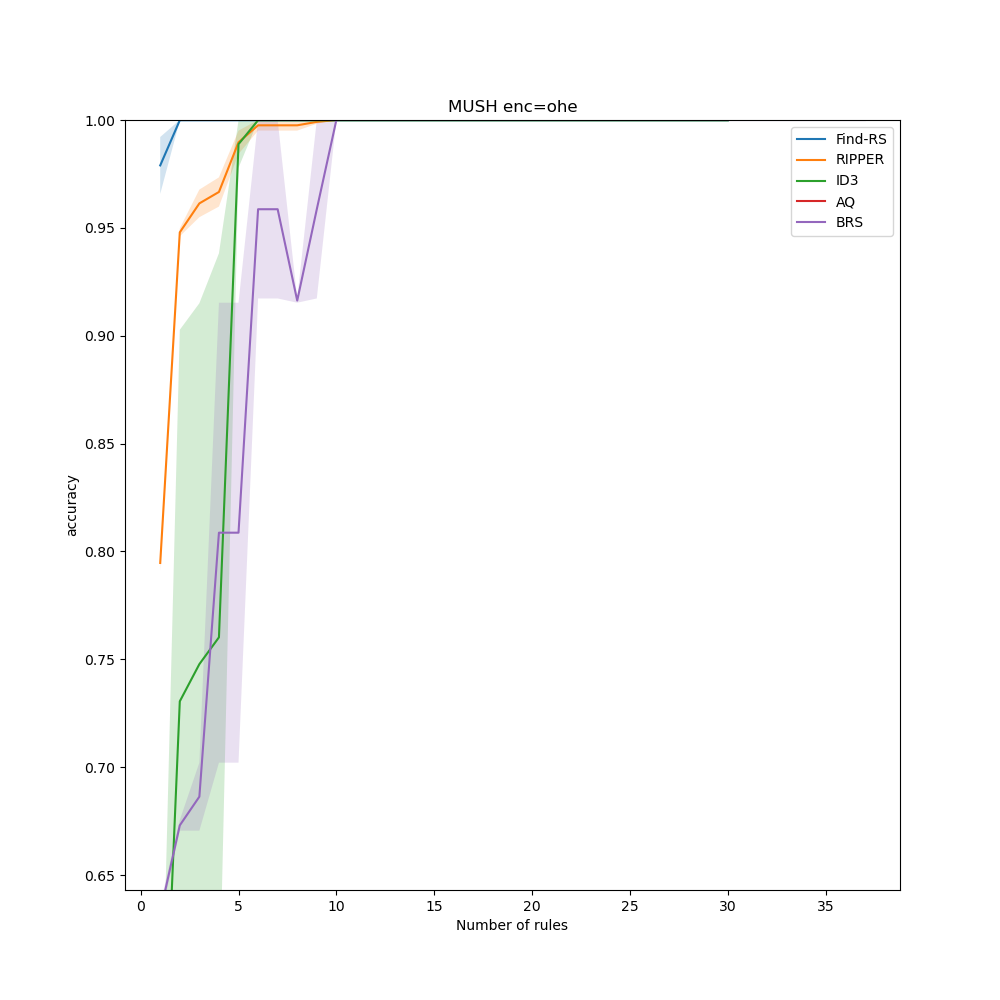 MUSH enc=ohe
1.00
0.95
0.90
0.85
0.80
0.75
0.70
0.65
accuracy
Find-RS
RIPPER
ID3
AQ
BRS
0 5 10 15 20 25 30 35
Number of rules